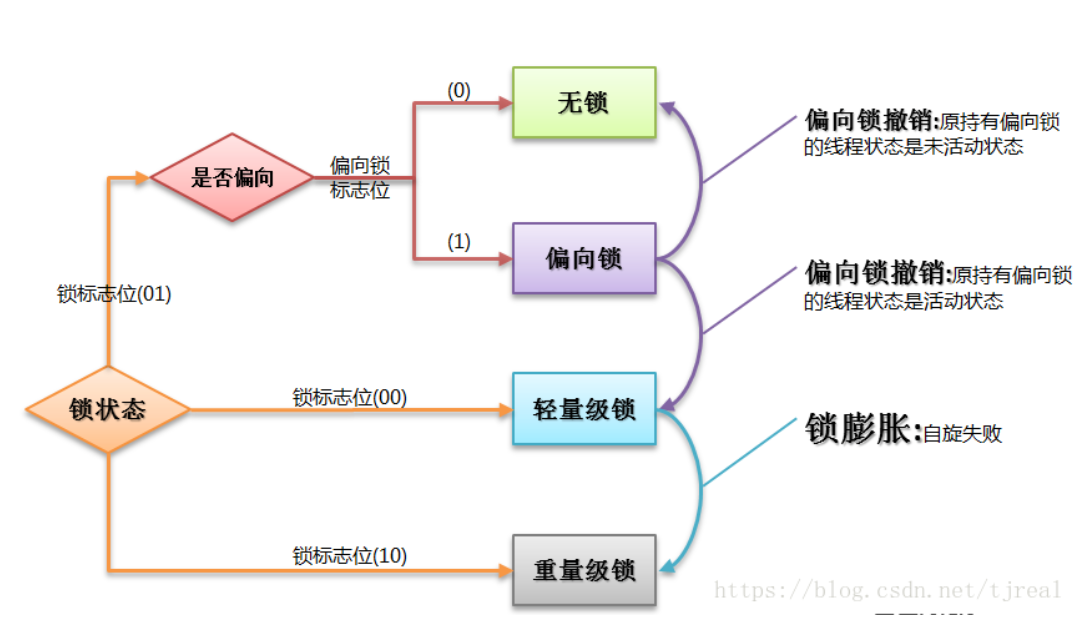 (0)
无锁
偏向锁撤销:原持有偏向锁
的线程状态是未活动状态
是否偏向
偏向锁
标志位
(1)
偏向锁
偏向锁撤销:原持有偏向锁
的线程状态是活动状态
锁标志位(01)
锁状态
锁标志位(00)
轻量级锁
锁膨胀:自旋失败
锁标志位(10)
重量级锁
https://blog.csdn.net/tjreal